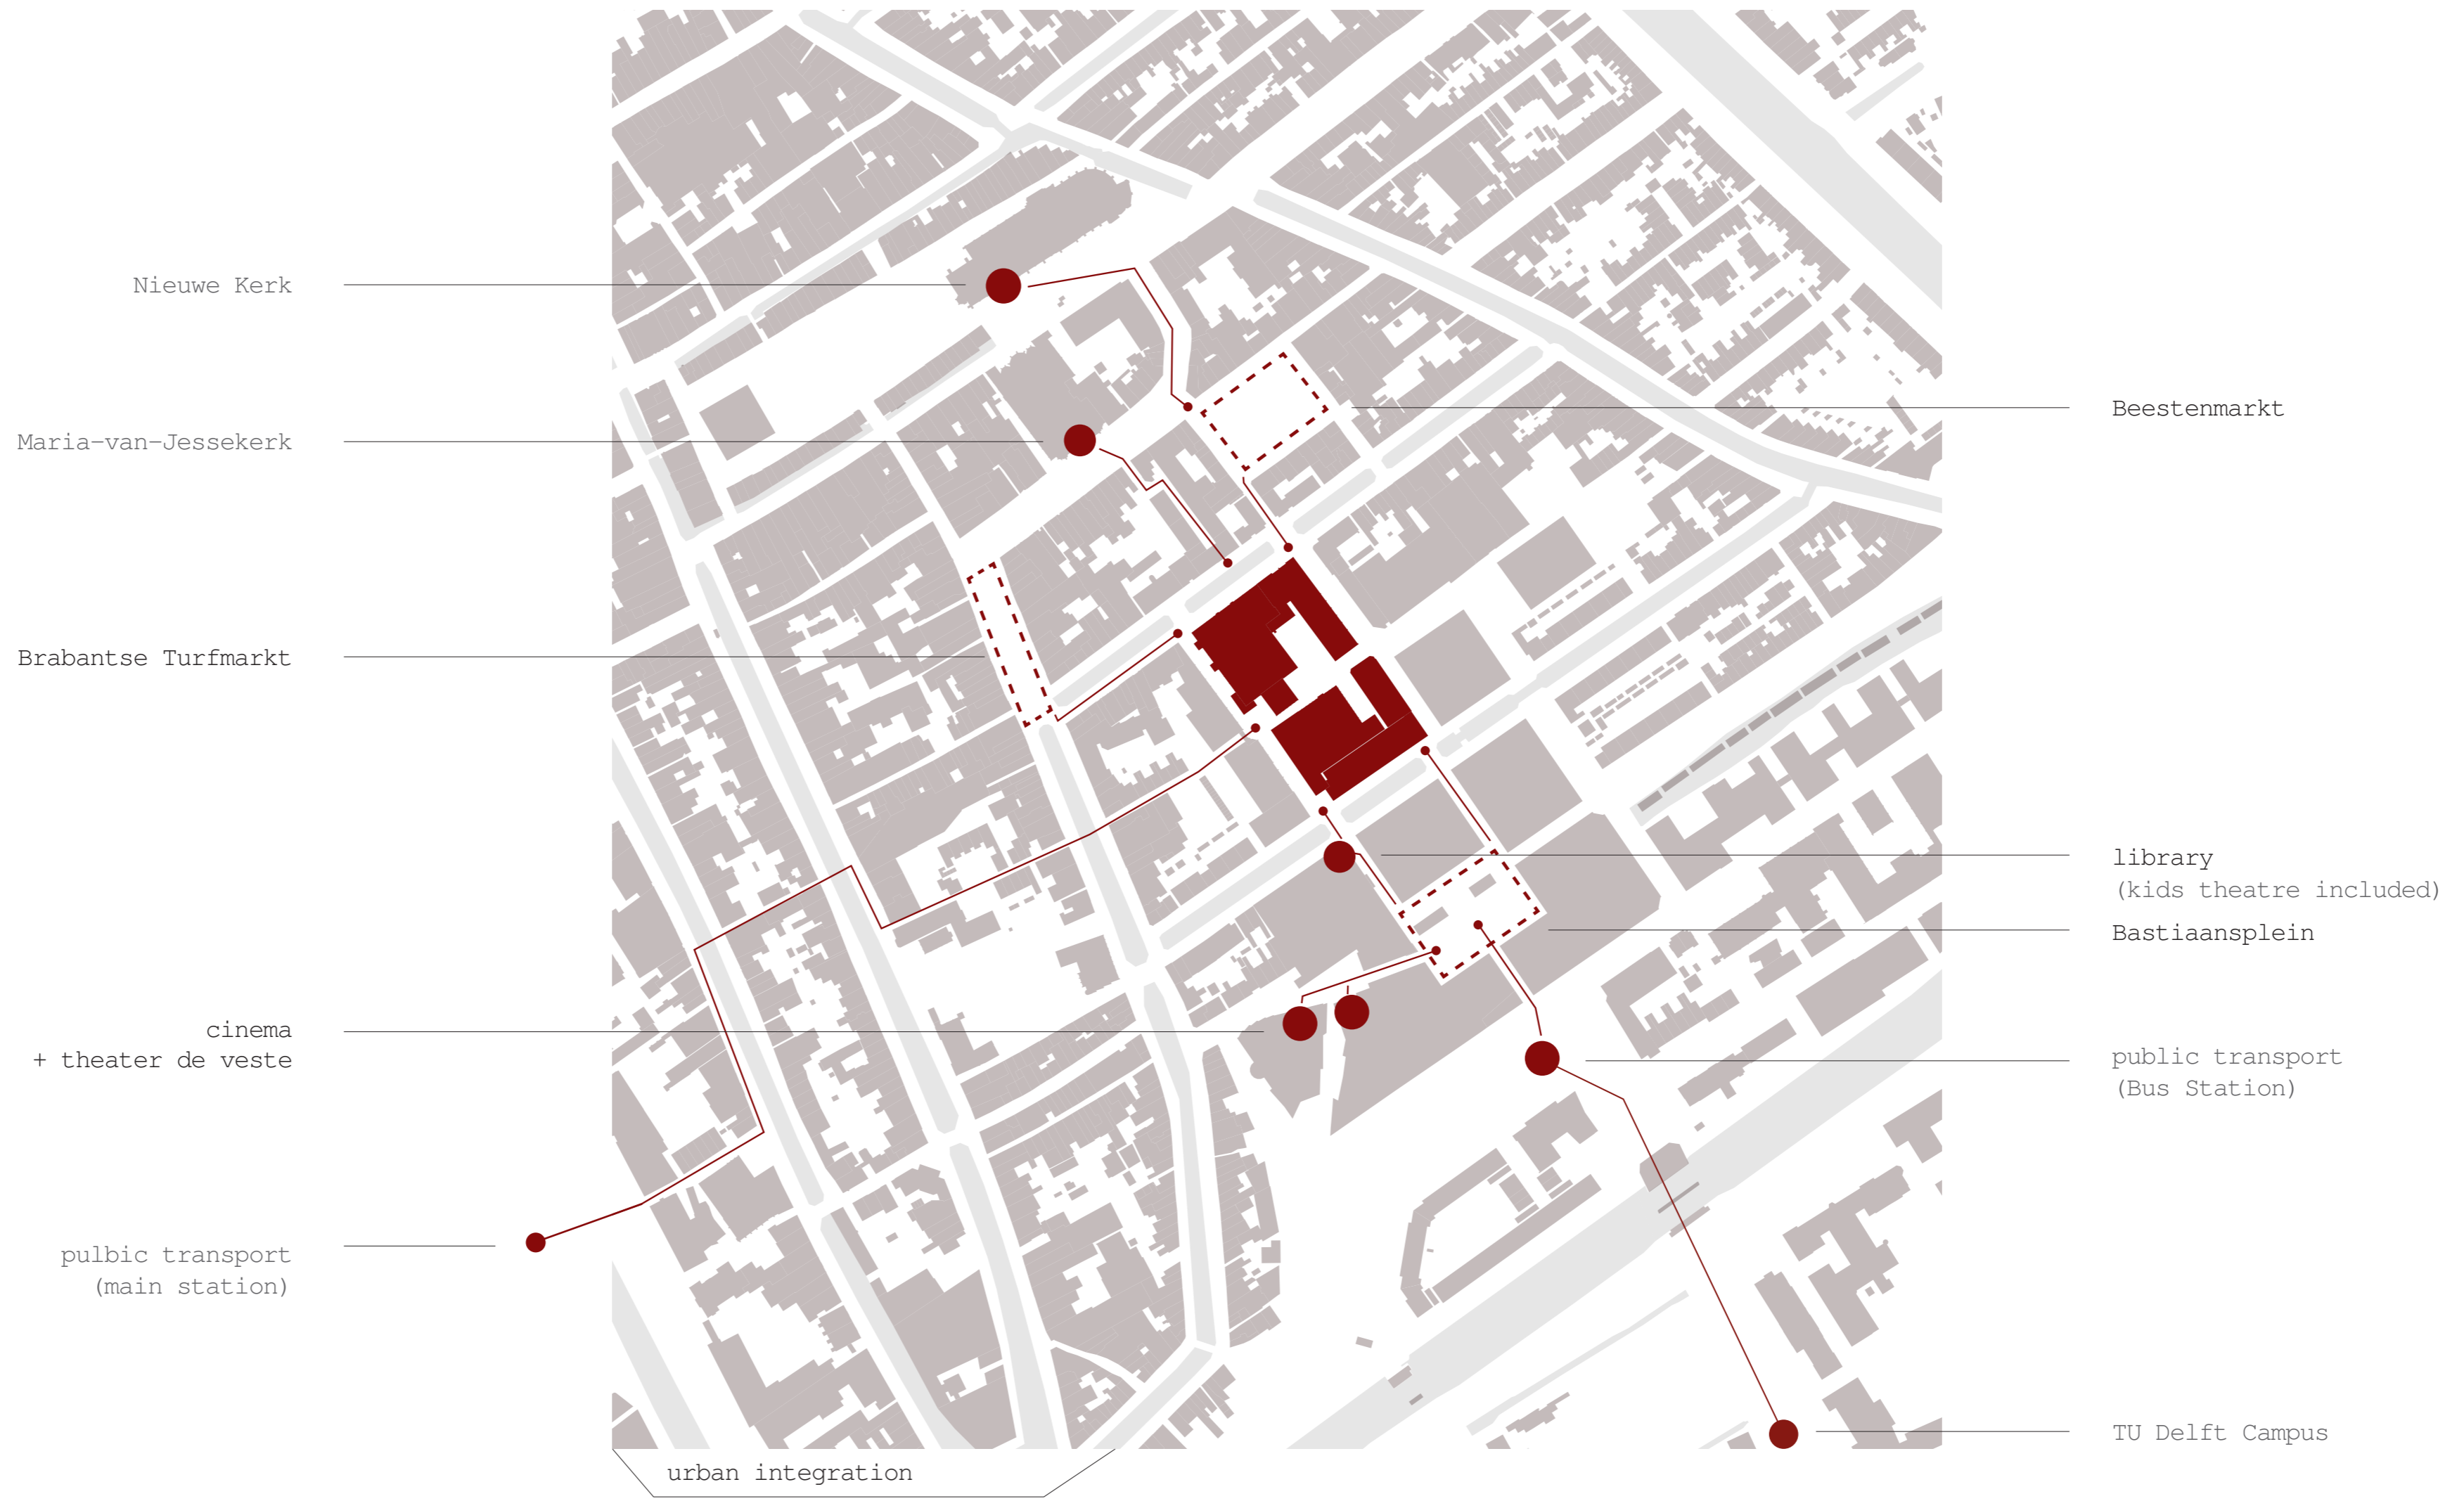 Nieuwe Kerk
Maria-van-Jessekerk
Brabantse Turfmarkt
cinema
+ theater de veste
pulbic transport
(main station)
Beestenmarkt
library
(kids theatre included)
Bastiaansplein
public transport
(Bus Station)
TU Delft Campus
urban integration